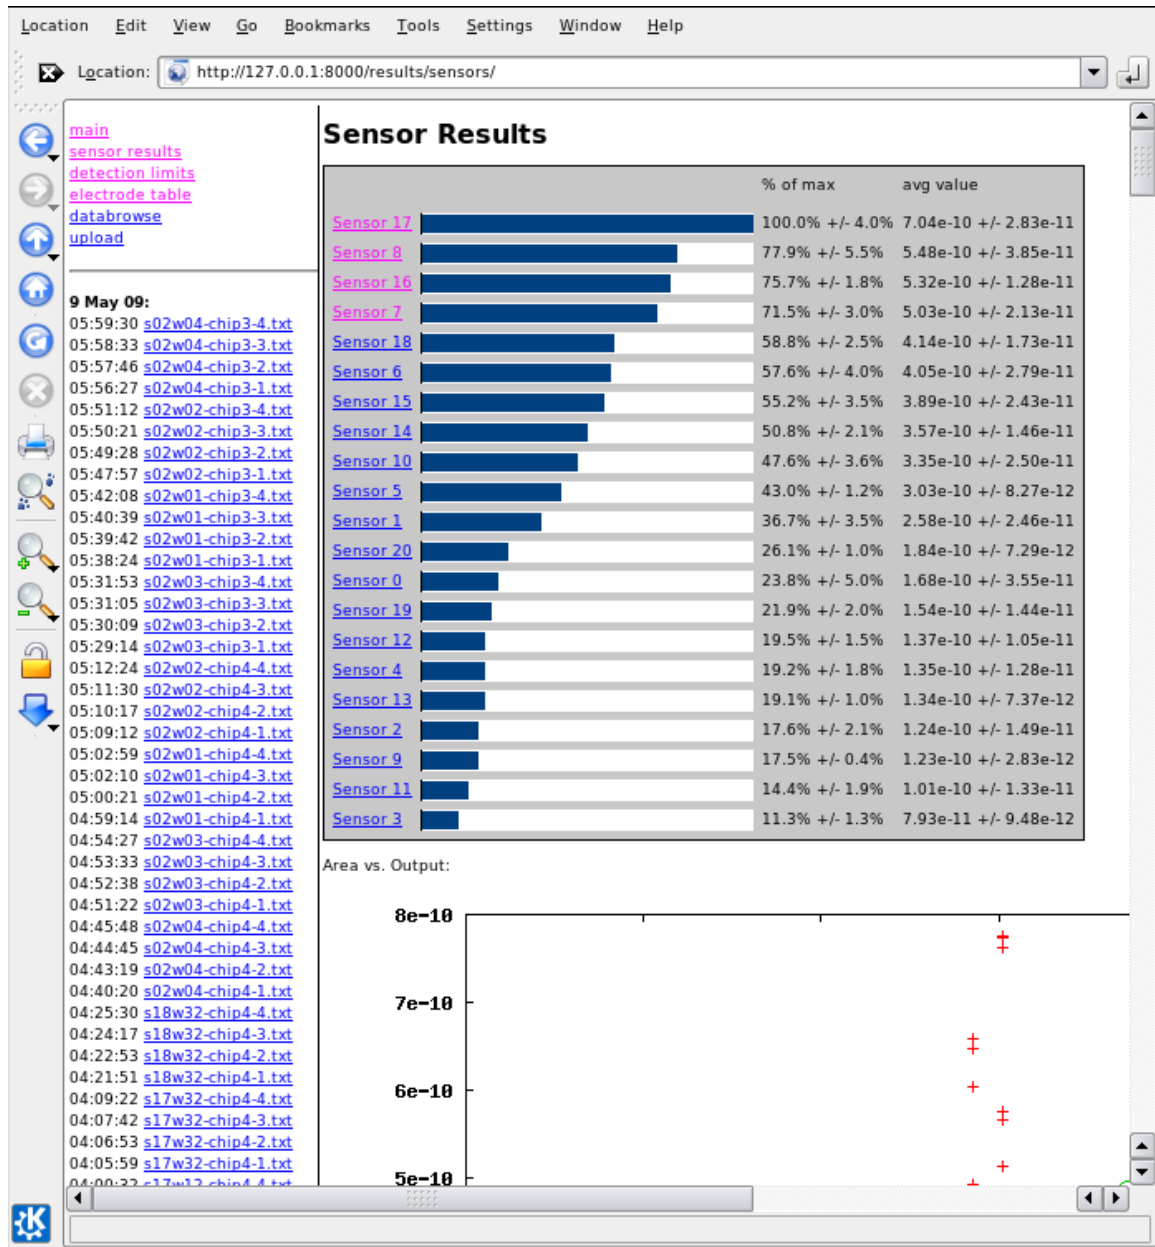 Location Edit View Go Bookmarks Tools Settings Window Help
Location: http://127.0.0.1:8000/results/sensors/
main
sensor results
detection limits
electrode table
databrowse
upload
9 May 09:
05:59:30 s02w04-chip3-4.txt
05:58:33 s02w04-chip3-3.txt
05:57:46 s02w04-chip3-2.txt
05:56:27 s02w04-chip3-1.txt
05:51:12 s02w02-chip3-4.txt
05:50:21 s02w02-chip3-3.txt
05:49:28 s02w02-chip3-2.txt
05:47:57 s02w02-chip3-1.txt
05:42:08 s02w01-chip3-4.txt
05:40:39 s02w01-chip3-3.txt
05:39:42 s02w01-chip3-2.txt
05:38:24 s02w01-chip3-1.txt
05:31:53 s02w03-chip3-4.txt
05:31:05 s02w03-chip3-3.txt
05:30:09 s02w03-chip3-2.txt
05:29:14 s02w03-chip3-1.txt
05:12:24 s02w02-chip4-4.txt
05:11:30 s02w02-chip4-3.txt
05:10:17 s02w02-chip4-2.txt
05:09:12 s02w02-chip4-1.txt
05:02:59 s02w01-chip4-4.txt
05:02:10 s02w01-chip4-3.txt
05:00:21 s02w01-chip4-2.txt
04:59:14 s02w01-chip4-1.txt
04:54:27 s02w03-chip4-4.txt
04:53:33 s02w03-chip4-3.txt
04:52:38 s02w03-chip4-2.txt
04:51:22 s02w03-chip4-1.txt
04:45:48 s02w04-chip4-4.txt
04:44:45 s02w04-chip4-3.txt
04:43:19 s02w04-chip4-2.txt
04:40:20 s02w04-chip4-1.txt
04:25:30 s18w32-chip4-4.txt
04:24:17 s18w32-chip4-3.txt
04:22:53 s18w32-chip4-2.txt
04:21:51 s18w32-chip4-1.txt
04:09:22 s17w32-chip4-4.txt
04:07:42 s17w32-chip4-3.txt
04:06:53 s17w32-chip4-2.txt
04:05:59 s17w32-chip4-1.txt
04:00:32 s17w12-chip4-4.txt
Sensor Results
% of max avg value
Sensor 17 100.0% +/- 4.0% 7.04e-10 +/- 2.83e-11
Sensor 8 77.9% +/- 5.5% 5.48e-10 +/- 3.85e-11
Sensor 16 75.7% +/- 1.8% 5.32e-10 +/- 1.28e-11
Sensor 7 71.5% +/- 3.0% 5.03e-10 +/- 2.13e-11
Sensor 18 58.8% +/- 2.5% 4.14e-10 +/- 1.73e-11
Sensor 6 57.6% +/- 4.0% 4.05e-10 +/- 2.79e-11
Sensor 15 55.2% +/- 3.5% 3.89e-10 +/- 2.43e-11
Sensor 14 50.8% +/- 2.1% 3.57e-10 +/- 1.46e-11
Sensor 10 47.6% +/- 3.6% 3.35e-10 +/- 2.50e-11
Sensor 5 43.0% +/- 1.2% 3.03e-10 +/- 8.27e-12
Sensor 1 36.7% +/- 3.5% 2.58e-10 +/- 2.46e-11
Sensor 20 26.1% +/- 1.0% 1.84e-10 +/- 7.29e-12
Sensor 0 23.8% +/- 5.0% 1.68e-10 +/- 3.55e-11
Sensor 19 21.9% +/- 2.0% 1.54e-10 +/- 1.44e-11
Sensor 12 19.5% +/- 1.5% 1.37e-10 +/- 1.05e-11
Sensor 4 19.2% +/- 1.8% 1.35e-10 +/- 1.28e-11
Sensor 13 19.1% +/- 1.0% 1.34e-10 +/- 7.37e-12
Sensor 2 17.6% +/- 2.1% 1.24e-10 +/- 1.49e-11
Sensor 9 17.5% +/- 0.4% 1.23e-10 +/- 2.83e-12
Sensor 11 14.4% +/- 1.9% 1.01e-10 +/- 1.33e-11
Sensor 3 11.3% +/- 1.3% 7.93e-11 +/- 9.48e-12
Area vs. Output:
8e-10
7e-10
6e-10
5e-10